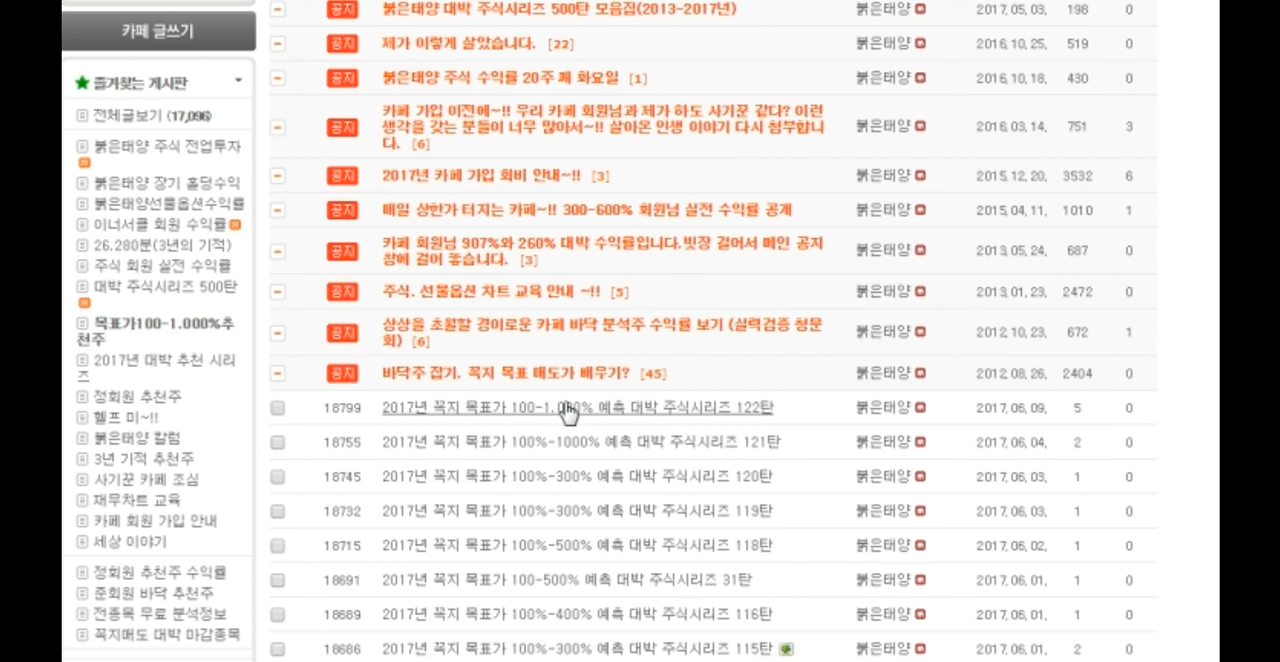 공지 붉은태양 대박 주식시리즈 500탄 모음집(2013-2017년) 붉은태양 2017.05.03. 198 0
카페 글쓰기
공지 제가 이렇게 살았습니다. [22] 붉은태양 2016.10.25. 519 0
공지 붉은태양 주식 수익률 20주 째 화요일 [1] 붉은태양 2016.10.18. 430 0
즐겨찾는 게시판
전체글보기 (17,096)
공지 카페 가입 이전에~!! 우리 카페 회원님과 제가 하도 사기꾼 같다? 이런
생각을 갖는 분들이 너무 많아서~!! 살아온 인생 이야기 다시 첨부합니
다. [6] 붉은태양 2016.03.14. 751 3
붉은태양 주식 전업투자
붉은태양 장기 홀딩수익
붉은태양선물옵션수익률
이너서클 회원 수익률
26.280분(3년의 기적)
주식 회원 실전 수익률
대박 주식시리즈 500탄
목표가100-1.000%추
천주
2017년 대박 추천 시리
즈
정회원 추천주
헬프 미~!!
붉은태양 칼럼
3년 기적 추천주
사기꾼 카페 조심
재무차트 교육
카페 회원 가입 안내
세상 이야기
정회원 추천주 수익률
준회원 바닥 추천주
전종목 무료 분석정보
꼭지매도 대박 마감종목
공지 2017년 카페 가입 회비 안내~!! [3] 붉은태양 2015.12.20. 3532 6
공지 매일 상한가 터지는 카페~!! 300-600% 회원님 실전 수익률 공개 붉은태양 2015.04.11. 1010 1
공지 카페 회원님 907%와 260% 대박 수익률입니다.빗장 걸어서 메인 공지
창에 걸어 놓습니다. [3] 붉은태양 2013.05.24. 687 0
공지 주식. 선물옵션 차트 교육 안내 ~!! [5] 붉은태양 2013.01.23. 2472 0
공지 상상을 초월할 경이로운 카페 바닥 분석주 수익률 보기 (실력검증 청문
회) [6] 붉은태양 2012.10.23. 672 1
공지 바닥주 잡기. 꼭지 목표 매도가 배우기? [45] 붉은태양 2012.08.26. 2404 0
18799 2017년 꼭지 목표가 예측 대박 주식시리즈 122탄 붉은태양 2017.06.09. 5 0
18755 2017년 꼭지 목표가 100%-1000% 예측 대박 주식시리즈 121탄 붉은태양 2017.06.04. 2 0
18745 2017년 꼭지 목표가 100%-300% 예측 대박 주식시리즈 120탄 붉은태양 2017.06.03. 1 0
18732 2017년 꼭지 목표가 100%-300% 예측 대박 주식시리즈 119탄 붉은태양 2017.06.03. 1 0
18715 2017년 꼭지 목표가 100%-500% 예측 대박 주식시리즈 118탄 붉은태양 2017.06.02. 1 0
18691 2017년 꼭지 목표가 100-500% 예측 대박 주식시리즈 31탄 붉은태양 2017.06.01. 1 0
18689 2017년 꼭지 목표가 100%-400% 예측 대박 주식시리즈 116탄 붉은태양 2017.06.01. 1 0
18686 2017년 꼭지 목표가 100%-300% 예측 대박 주식시리즈 115탄 붉은태양 2017.06.01. 2 0